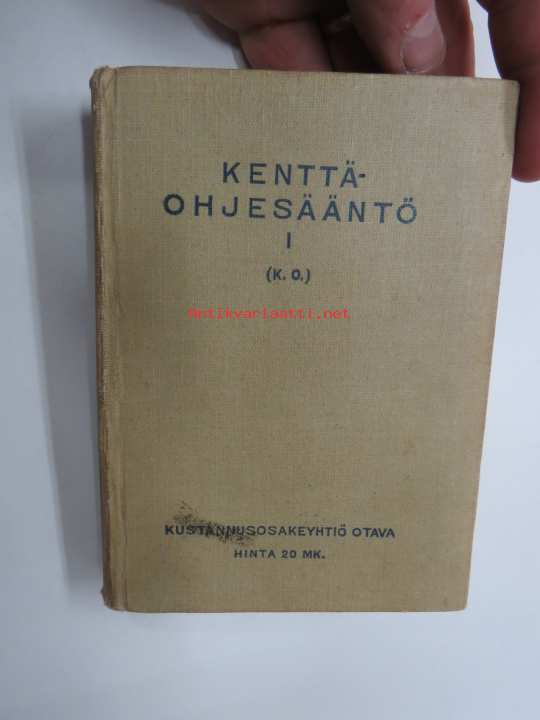 KENTTÄ-
OHJESÄÄNTÖ
I
(K. O.)
Antikvariaatti.net
KUSTANNUSOSAKEYHTIÖ OTAVA
HINTA 20 MK.